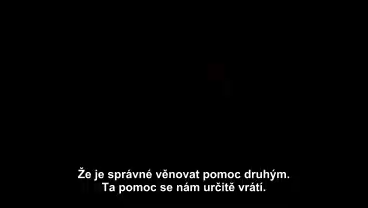 Že je správné věnovat pomoc druhým.
Ta pomoc se nám určitě vrátí.